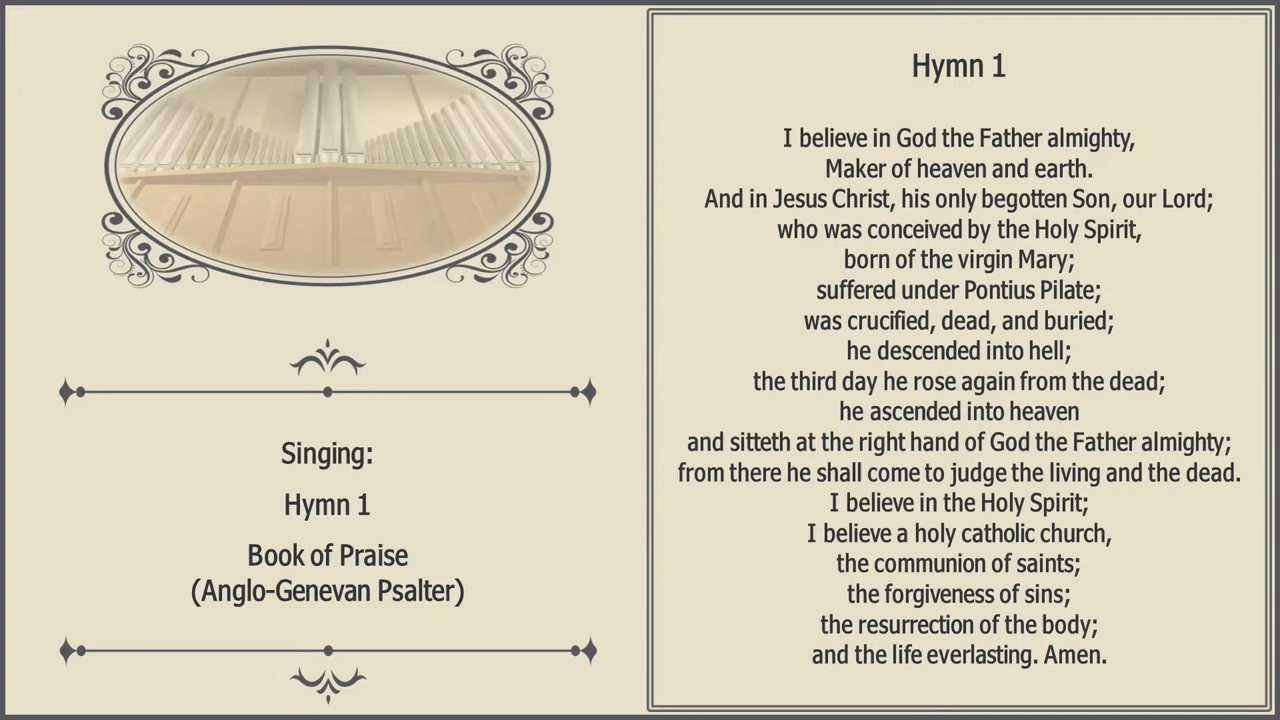 Singing:
Hymn 1
Book of Praise
(Anglo-Genevan Psalter)
Hymn 1
I believe in God the Father almighty,
Maker of heaven and earth.
And in Jesus Christ, his only begotten Son, our Lord;
who was conceived by the Holy Spirit,
born of the virgin Mary;
suffered under Pontius Pilate;
was crucified, dead, and buried;
he descended into hell;
the third day he rose again from the dead;
he ascended into heaven
and sitteth at the right hand of God the Father almighty;
from there he shall come to judge the living and the dead.
I believe in the Holy Spirit;
I believe a holy catholic church,
the communion of saints;
the forgiveness of sins;
the resurrection of the body;
and the life everlasting. Amen.